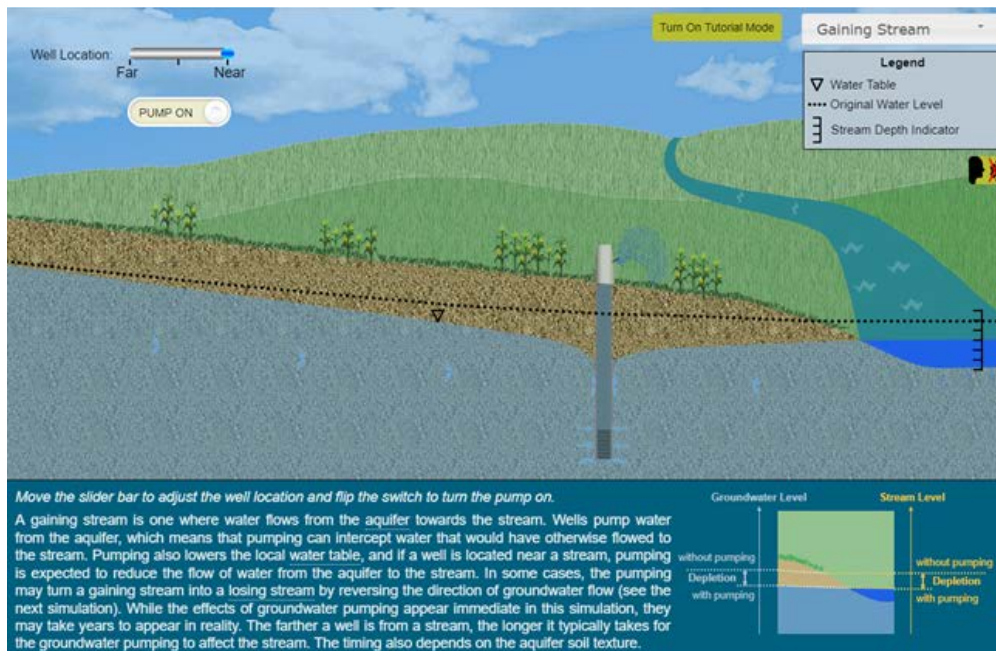 Turn On Tutorial Mode
Gaining Stream
Well Location:
Far
Near
PUMP ON
Legend
Water Table
Original Water Level
Stream Depth Indicator
Move the slider bar to adjust the well location and flip the switch to turn the pump on.
A gaining stream is one where water flows from the aquifer towards the stream. Wells pump water
from the aquifer, which means that pumping can intercept water that would have otherwise flowed to
the stream. Pumping also lowers the local water table, and if a well is located near a stream, pumping
is expected to reduce the flow of water from the aquifer to the stream. In some cases, the pumping
may turn a gaining stream into a losing stream by reversing the direction of groundwater flow (see the
next simulation). While the effects of groundwater pumping appear immediate in this simulation, they
may take years to appear in reality. The farther a well is from a stream, the longer it typically takes for
the groundwater pumping to affect the stream. The timing also depends on the aquifer soil texture.
Groundwater Level
Stream Level
without pumping
without pumping
Depletion
Depletion
with pumping
with pumping